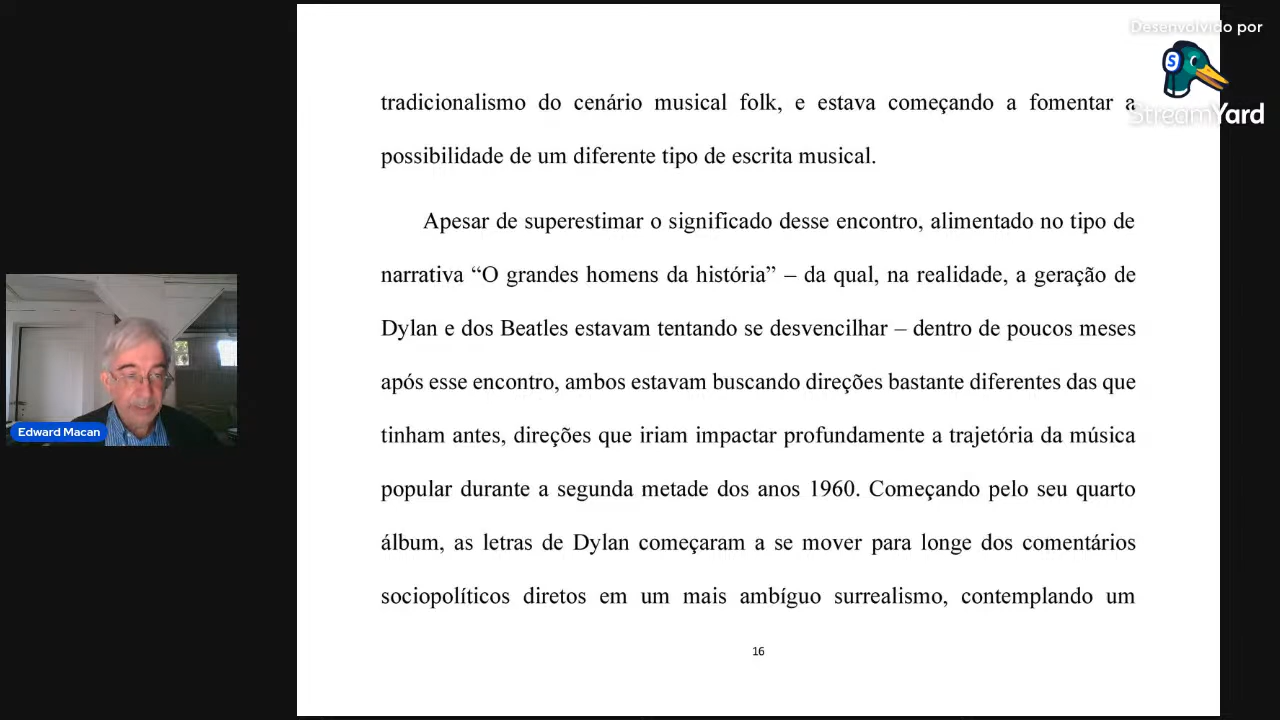 Desenvolvido por
StreamYard
tradicionalismo do cenário musical folk, e estava começando a fomentar a
possibilidade de um diferente tipo de escrita musical.
Apesar de superestimar o significado desse encontro, alimentado no tipo de
narrativa “O grandes homens da história” – da qual, na realidade, a geração de
Dylan e dos Beatles estavam tentando se desvencilhar – dentro de poucos meses
após esse encontro, ambos estavam buscando direções bastante diferentes das que
tinham antes, direções que iriam impactar profundamente a trajetória da música
popular durante a segunda metade dos anos 1960. Começando pelo seu quarto
álbum, as letras de Dylan começaram a se mover para longe dos comentários
sociopolíticos diretos em um mais ambíguo surrealismo, contemplando um
16
Edward Macan